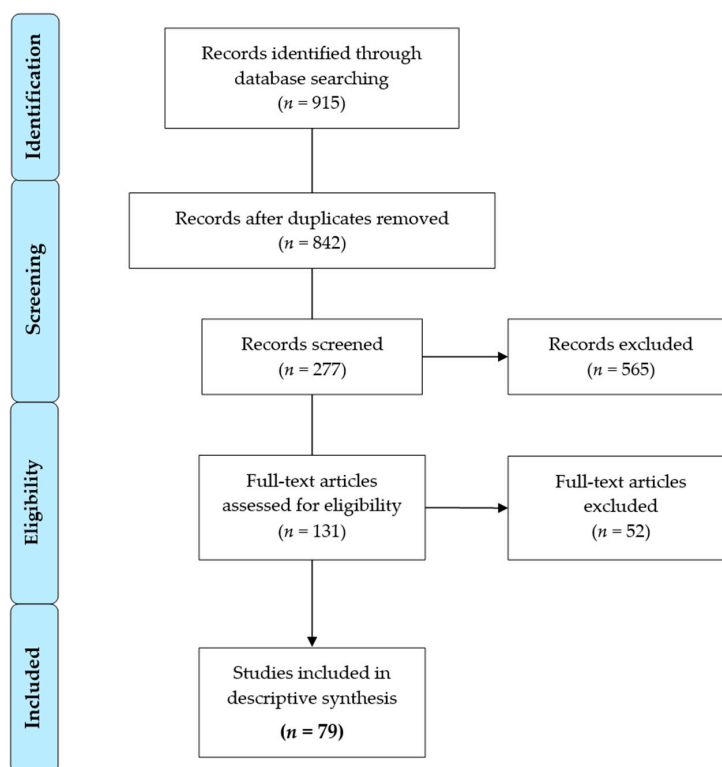 Identification
Records identified through
database searching
(n = 915)
Screening
Records after duplicates removed
(n = 842)
Records screened
(n = 277)
Records excluded
(n = 565)
Eligibility
Full-text articles
assessed for eligibility
(n = 131)
Full-text articles
excluded
(n = 52)
Included
Studies included in
descriptive synthesis
(n = 79)